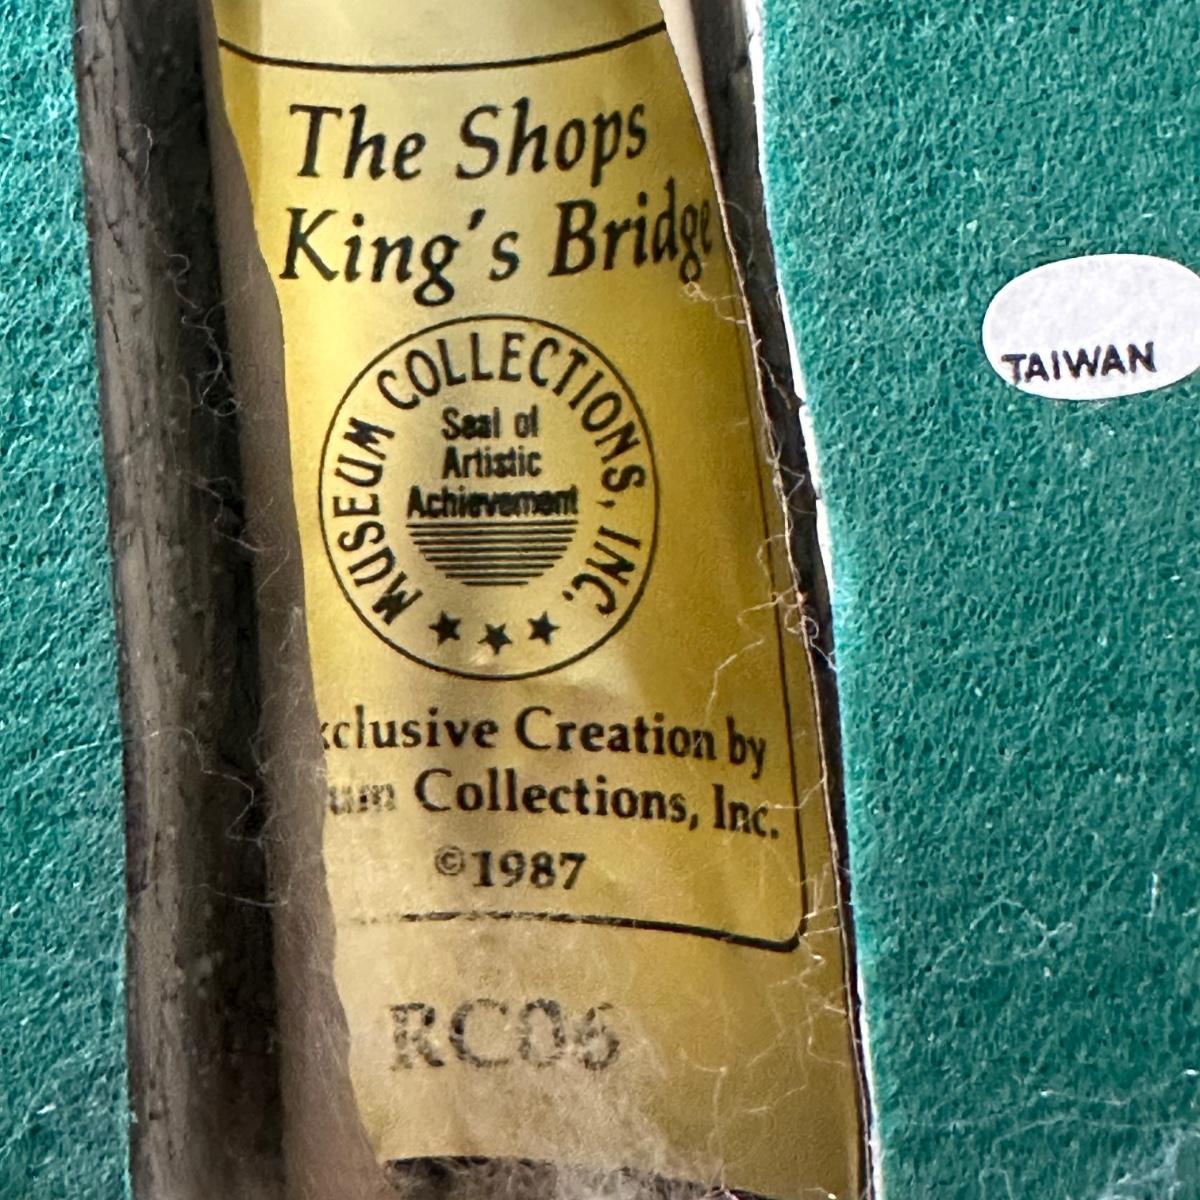 The Shops
King's Bridge
MUSEUM COLLECTIONS, INC.
Seal of
Artistic
Achievement
xclusive Creation by
um Collections, Inc.
©1987
RC06
TAIWAN